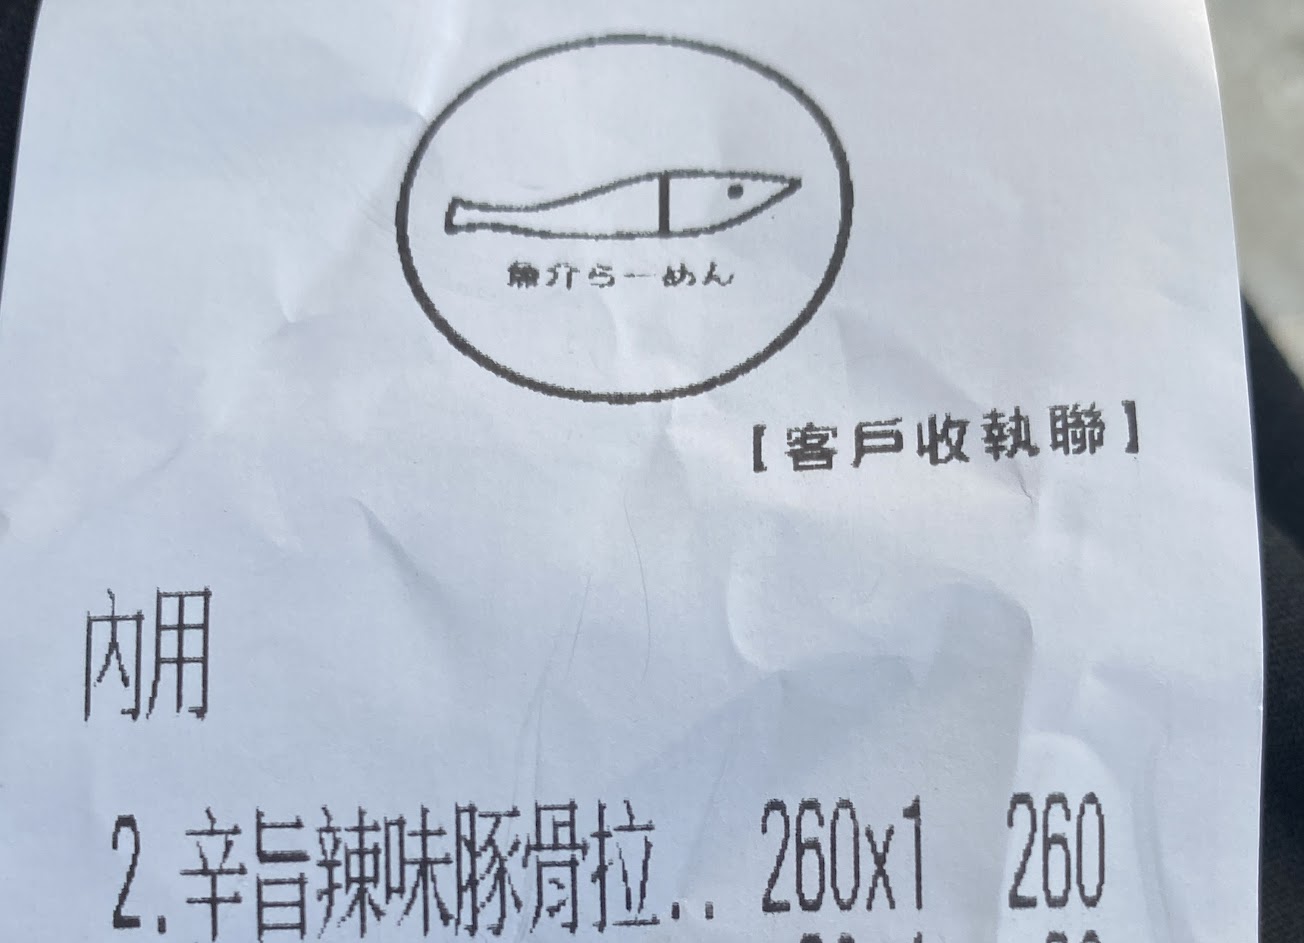 魚介らーめん
【客戶收執聯】
內用
2.辛旨辣味豚骨拉.. 260x1 260